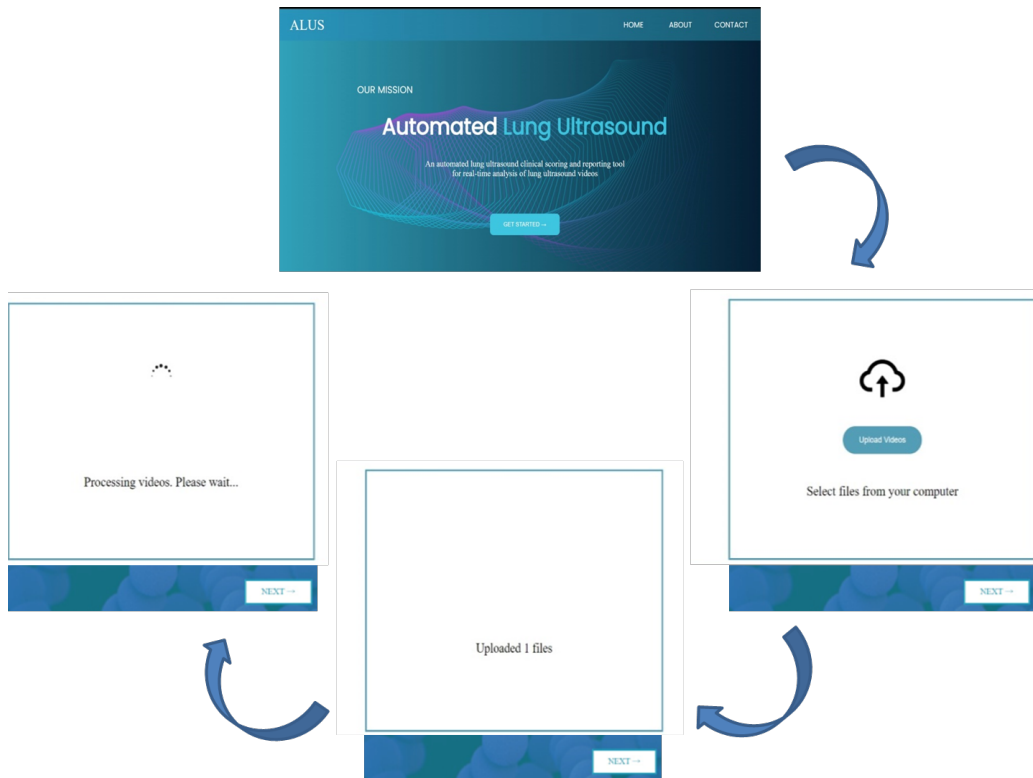 ALUS
HOME ABOUT CONTACT
OUR MISSION
Automated Lung Ultrasound
An automated lung ultrasound clinical scoring and reporting tool
for real-time analysis of lung ultrasound videos
GET STARTED →
Upload Videos
Select files from your computer
NEXT →
Uploaded 1 files
NEXT →
Processing videos. Please wait...
NEXT →